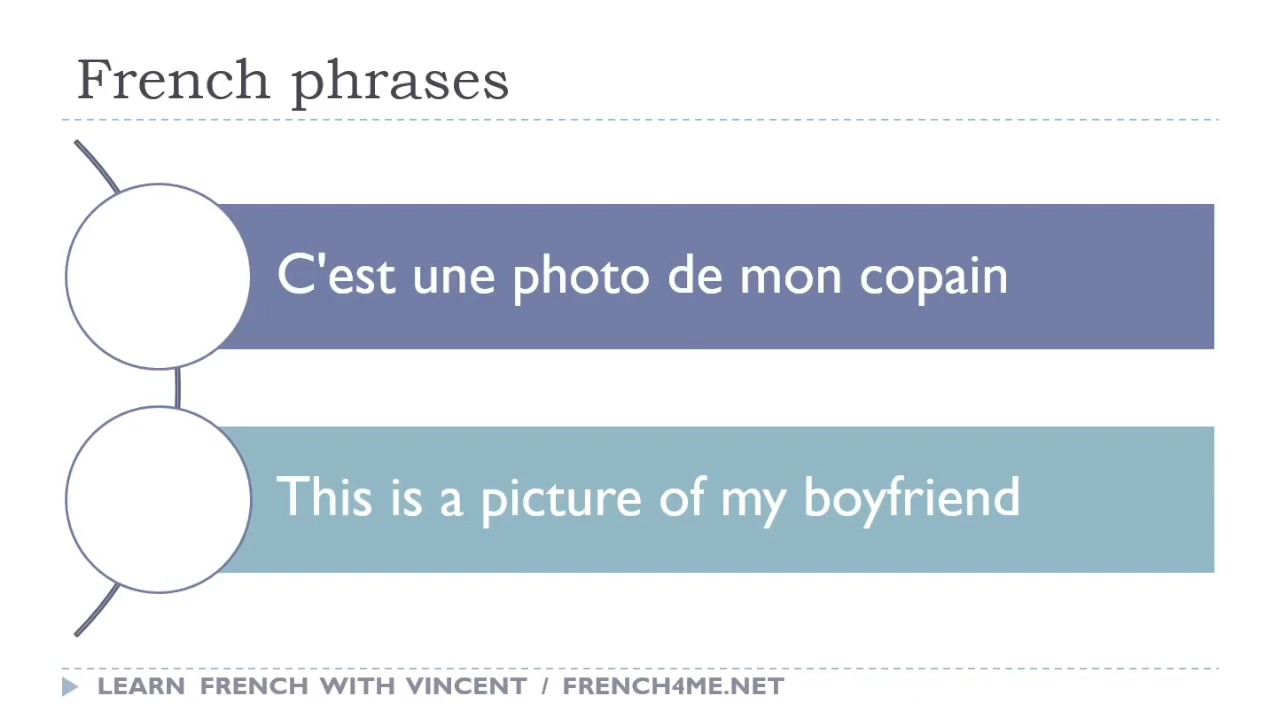 French phrases
C'est une photo de mon copain
This is a picture of my boyfriend
LEARN FRENCH WITH VINCENT / FRENCH4ME.NET